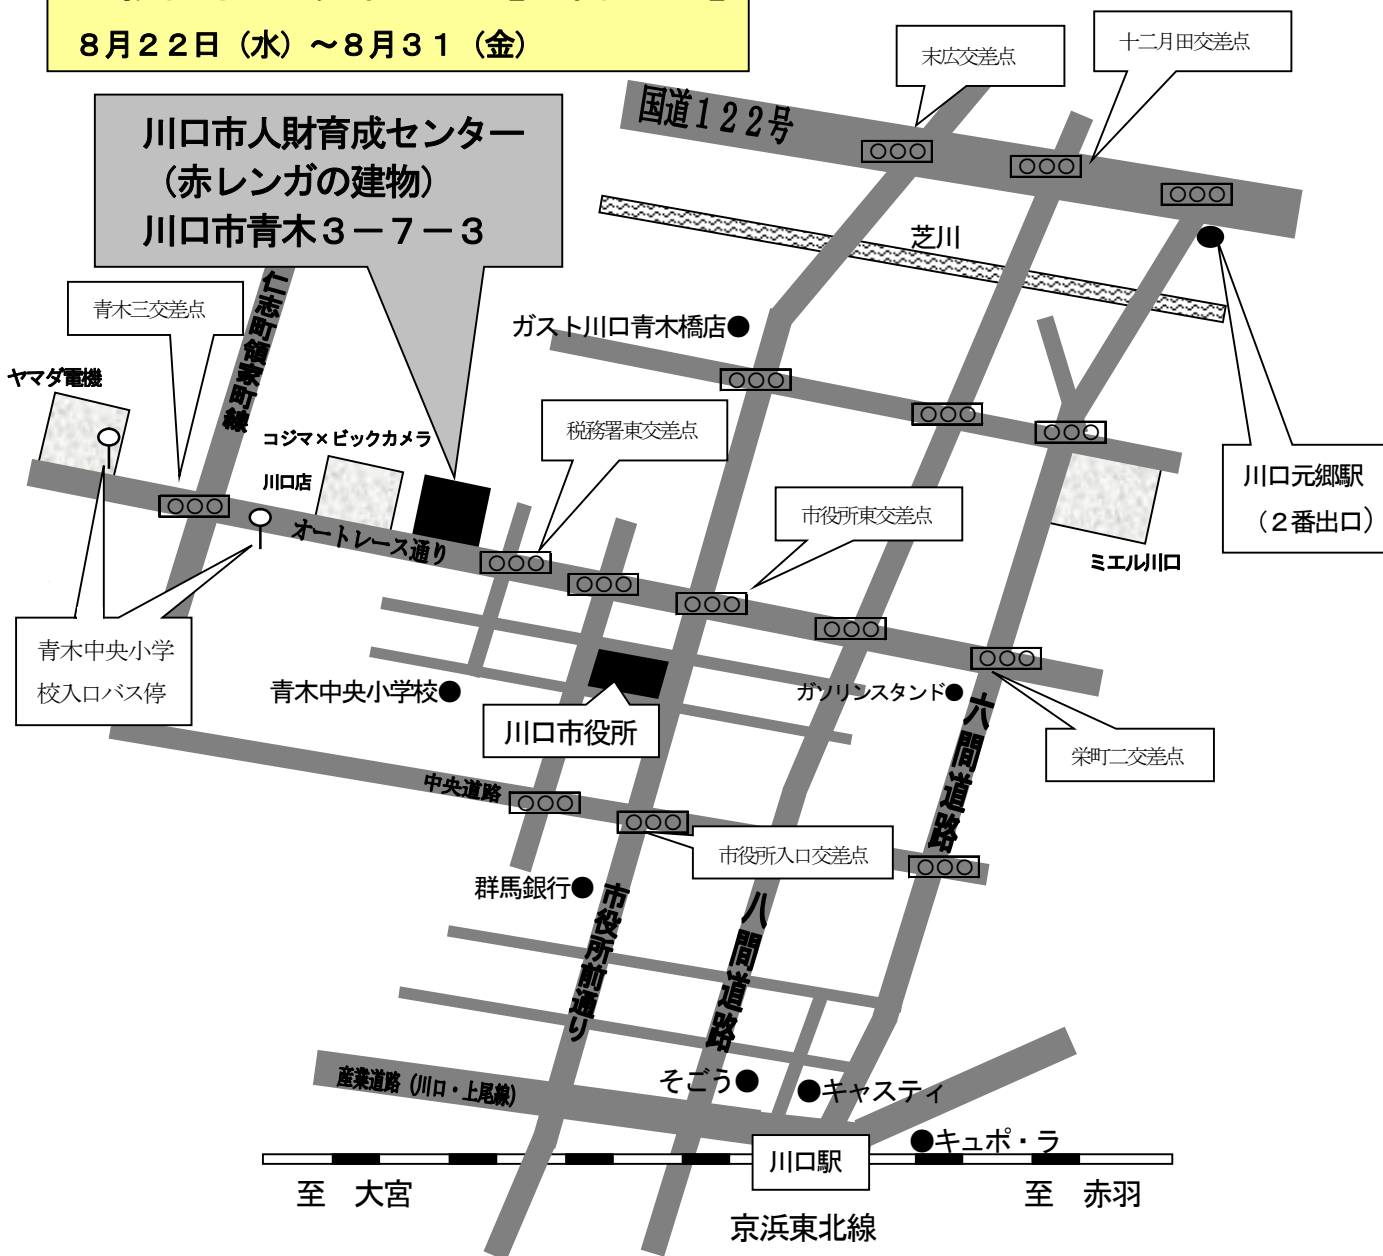 ８月２２日（水）～８月３１（金）
末広交差点
十二月田交差点
国道１２２号
川口市人財育成センター
（赤レンガの建物）
川口市青木３－７－３
芝川
仁志町領家町線
青木三交差点
ガスト川口青木橋店
ヤマダ電機
コジマ×ビックカメラ
川口店
税務署東交差点
川口元郷駅
（２番出口）
市役所東交差点
オートレース通り
ミエル川口
青木中央小学
校入口バス停
青木中央小学校
ガソリンスタンド
川口市役所
六間道路
栄町二交差点
中央道路
市役所入口交差点
群馬銀行
市役所前通り
八間道路
産業道路（川口・上尾線）
そごう
キャスティ
キュポ・ラ
川口駅
至　大宮
至　赤羽
京浜東北線